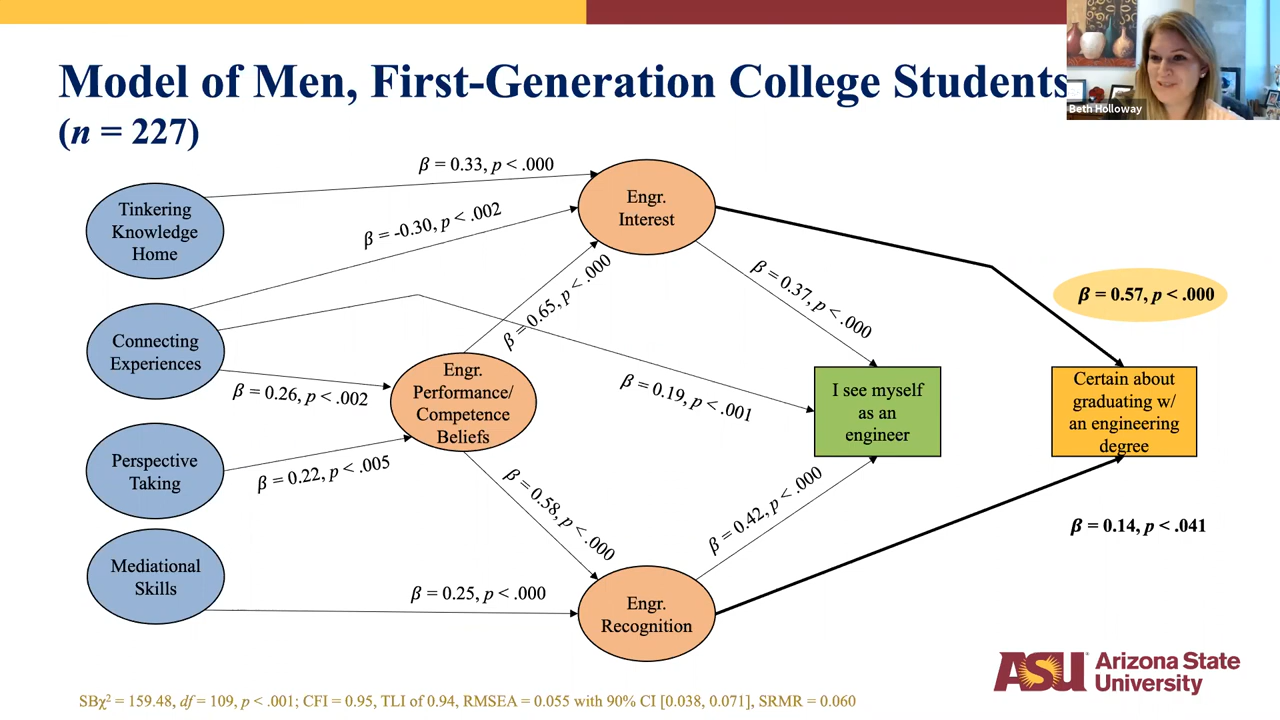 Model of Men, First-Generation College Students
(n = 227)
Beth Holloway
β = 0.33, p < .000
Tinkering
Knowledge
Home
Engr.
Interest
β = -0.30, p < .002
β = 0.65, p < .000
β = 0.37, p < .000
β = 0.57, p < .000
Connecting
Experiences
β = 0.26, p < .002
Engr.
Performance/
Competence
Beliefs
β = 0.19, p < .001
I see myself
as an
engineer
Certain about
graduating w/
an engineering
degree
Perspective
Taking
β = 0.22, p < .005
β = 0.58, p < .000
β = 0.42, p < .000
β = 0.14, p < .041
Mediational
Skills
β = 0.25, p < .000
Engr.
Recognition
ASU Arizona State
University
SBχ² = 159.48, df = 109, p < .001; CFI = 0.95, TLI of 0.94, RMSEA = 0.055 with 90% CI [0.038, 0.071], SRMR = 0.060